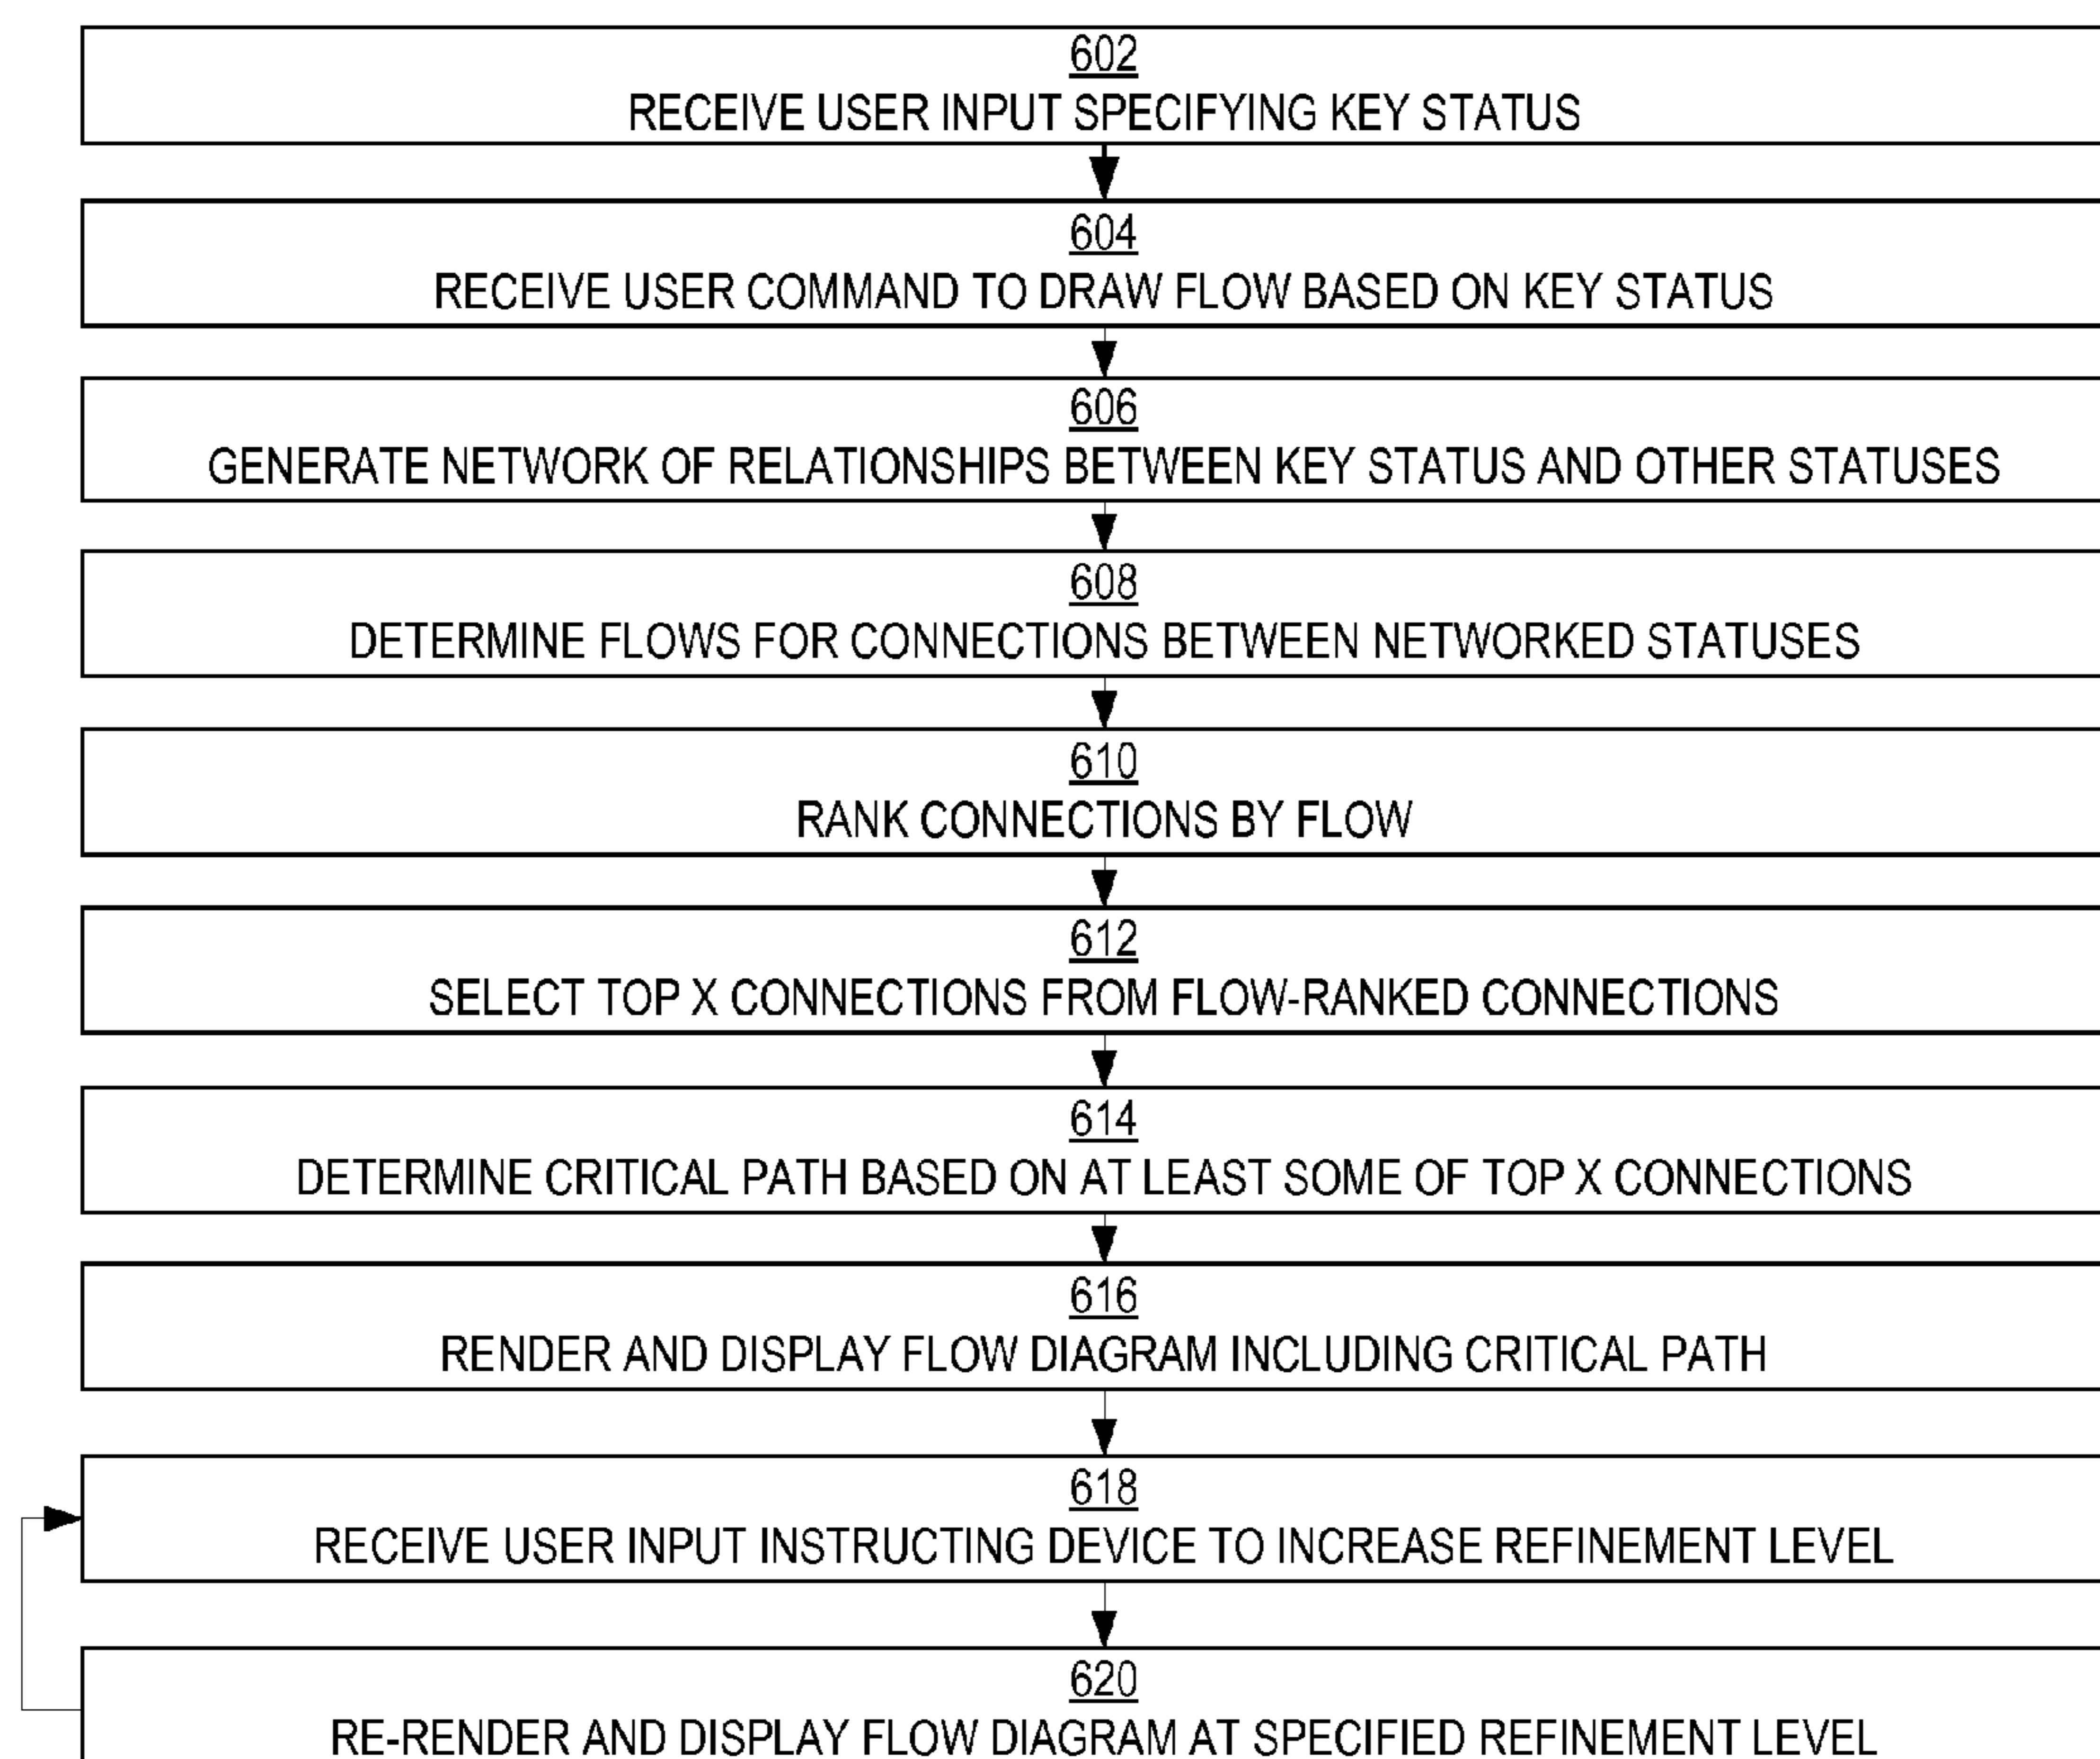 602
RECEIVE USER INPUT SPECIFYING KEY STATUS
604
RECEIVE USER COMMAND TO DRAW FLOW BASED ON KEY STATUS
606
GENERATE NETWORK OF RELATIONSHIPS BETWEEN KEY STATUS AND OTHER STATUSES
608
DETERMINE FLOWS FOR CONNECTIONS BETWEEN NETWORKED STATUSES
610
RANK CONNECTIONS BY FLOW
612
SELECT TOP X CONNECTIONS FROM FLOW-RANKED CONNECTIONS
614
DETERMINE CRITICAL PATH BASED ON AT LEAST SOME OF TOP X CONNECTIONS
616
RENDER AND DISPLAY FLOW DIAGRAM INCLUDING CRITICAL PATH
618
RECEIVE USER INPUT INSTRUCTING DEVICE TO INCREASE REFINEMENT LEVEL
620
RE-RENDER AND DISPLAY FLOW DIAGRAM AT SPECIFIED REFINEMENT LEVEL